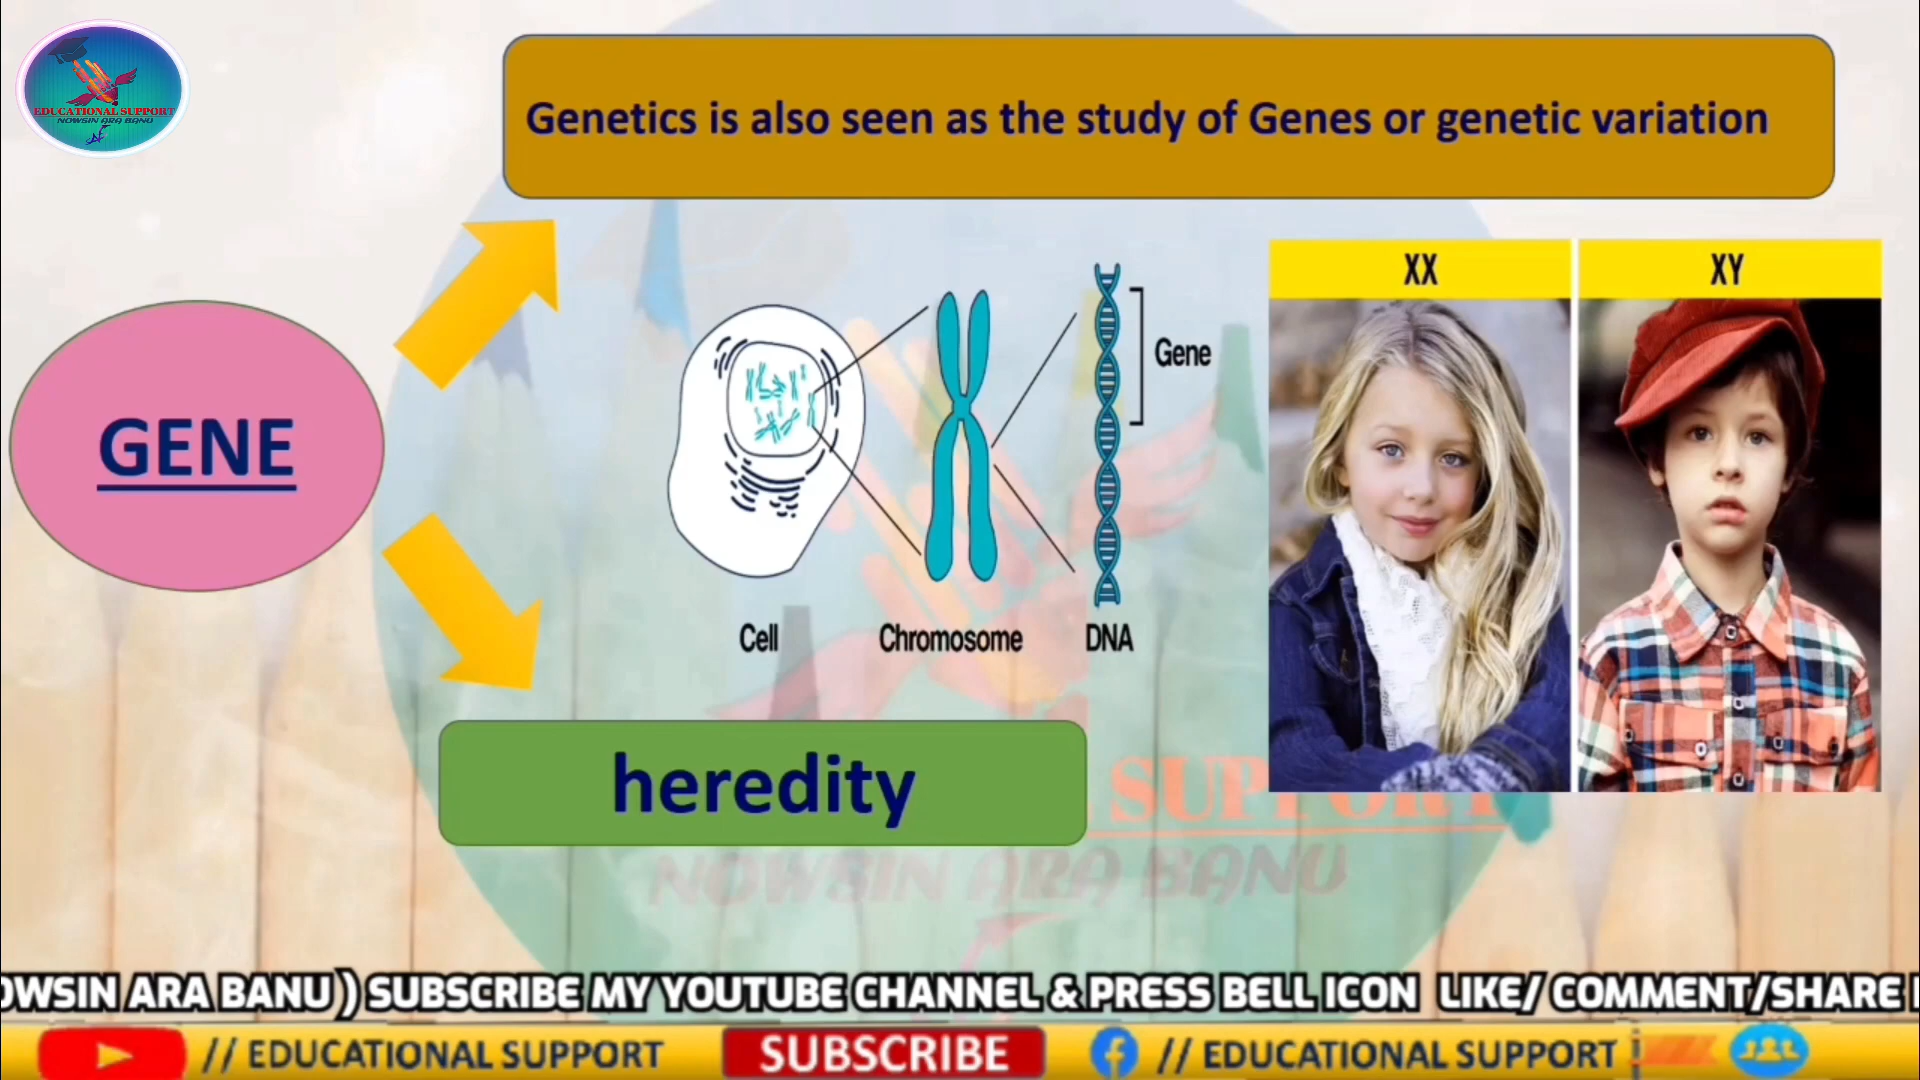 EDUCATIONAL SUPPORT
NOWSIN ARA BANU
Genetics is also seen as the study of Genes or genetic variation
XX
XY
GENE
Gene
Cell
Chromosome
DNA
heredity
SUPPORT
NOWSIN ARA BANU
OWSIN ARA BANU ) SUBSCRIBE MY YOUTUBE CHANNEL & PRESS BELL ICON LIKE/ COMMENT/SHARE
// EDUCATIONAL SUPPORT
SUBSCRIBE
// EDUCATIONAL SUPPORT